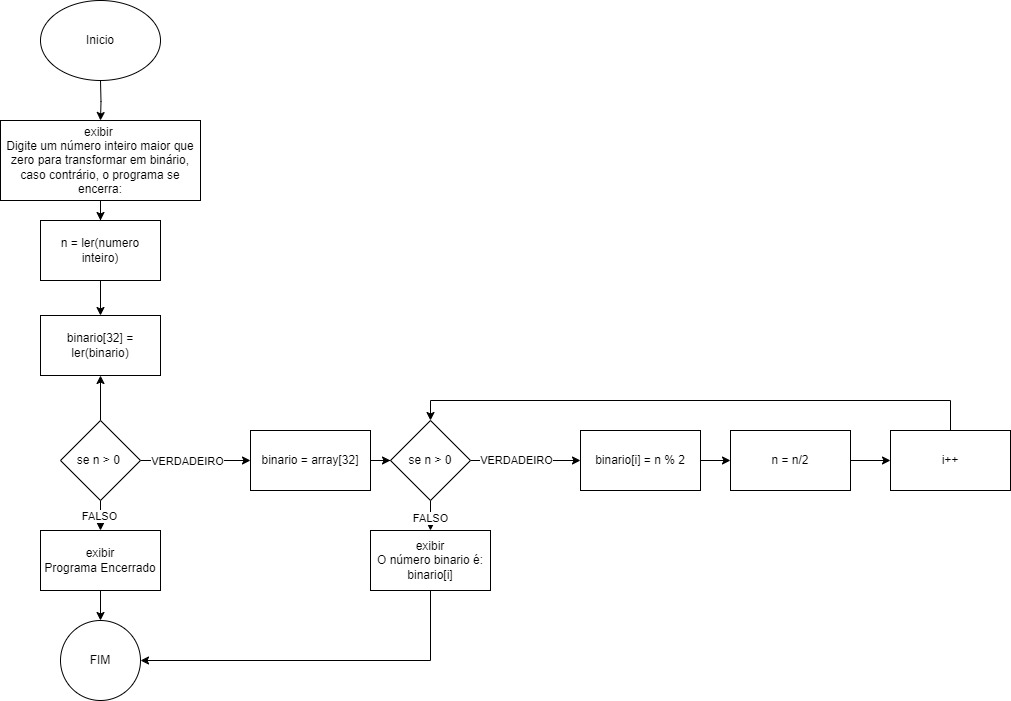 Inicio
exibir
Digite um número inteiro maior que
zero para transformar em binário,
caso contrário, o programa se
encerra:
n = ler(numero
inteiro)
binario[32] =
ler(binario)
se n > 0
VERDADEIRO
binario = array[32]
se n > 0
VERDADEIRO
binario[i] = n % 2
n = n/2
i++
FALSO
FALSO
exibir
Programa Encerrado
exibir
O número binario é:
binario[i]
FIM